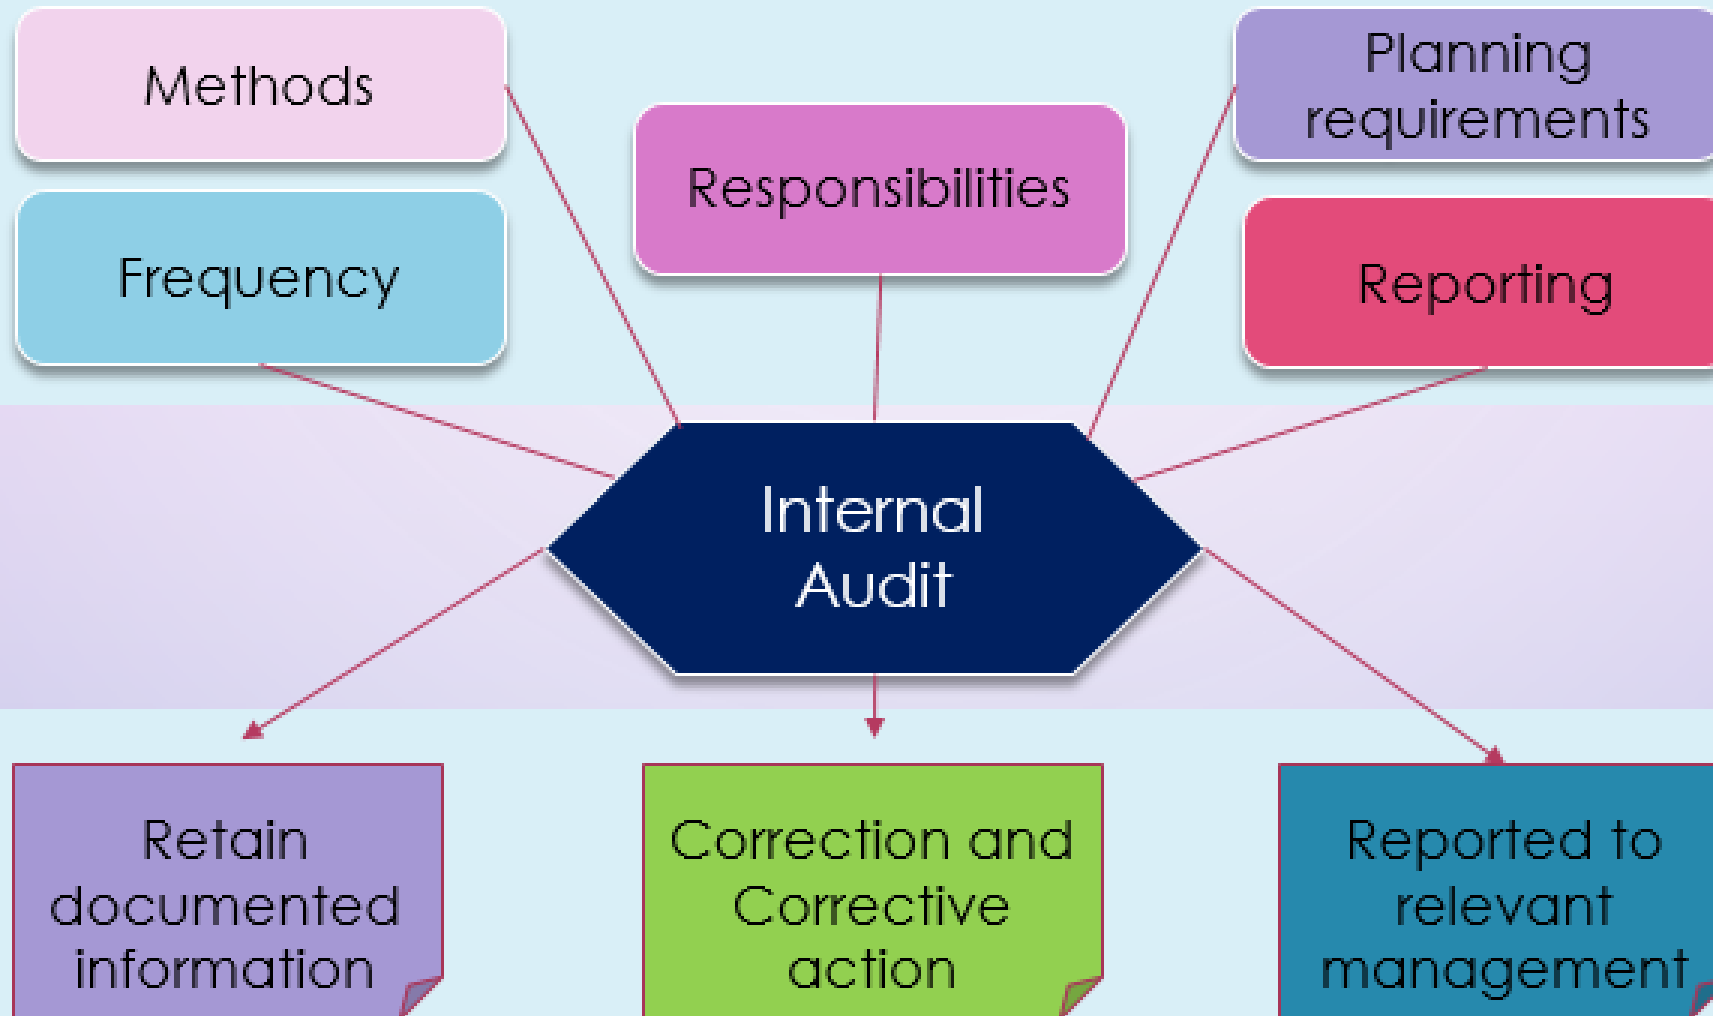 Methods
Planning
requirements
Responsibilities
Frequency
Reporting
Internal
Audit
Retain
documented
information
Correction and
Corrective
action
Reported to
relevant
management